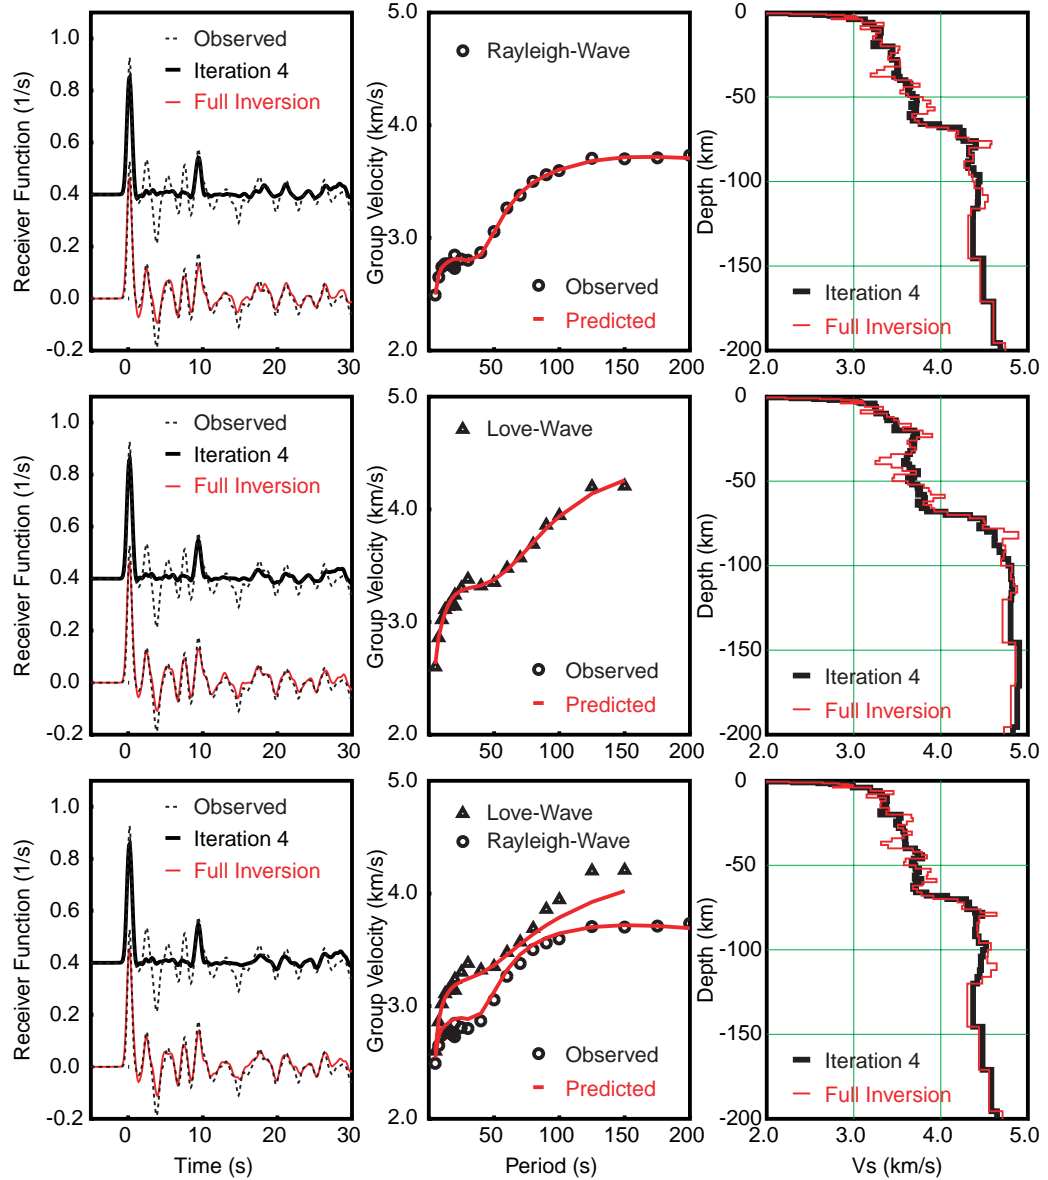 Receiver Function (1/s)
1.0
0.8
0.6
0.4
0.2
0.0
-0.2
0
10
20
30
Observed
Iteration 4
Full Inversion
Group Velocity (km/s)
5.0
4.0
3.0
2.0
50
100
150
200
Rayleigh-Wave
Observed
Predicted
Depth (km)
0
-50
-100
-150
-200
2.0
3.0
4.0
5.0
Iteration 4
Full Inversion
Receiver Function (1/s)
1.0
0.8
0.6
0.4
0.2
0.0
-0.2
0
10
20
30
Observed
Iteration 4
Full Inversion
Group Velocity (km/s)
5.0
4.0
3.0
2.0
50
100
150
200
Love-Wave
Observed
Predicted
Depth (km)
0
-50
-100
-150
-200
2.0
3.0
4.0
5.0
Iteration 4
Full Inversion
Receiver Function (1/s)
1.0
0.8
0.6
0.4
0.2
0.0
-0.2
0
10
20
30
Time (s)
Observed
Iteration 4
Full Inversion
Group Velocity (km/s)
5.0
4.0
3.0
2.0
50
100
150
200
Period (s)
Love-Wave
Rayleigh-Wave
Observed
Predicted
Depth (km)
0
-50
-100
-150
-200
2.0
3.0
4.0
5.0
Vs (km/s)
Iteration 4
Full Inversion